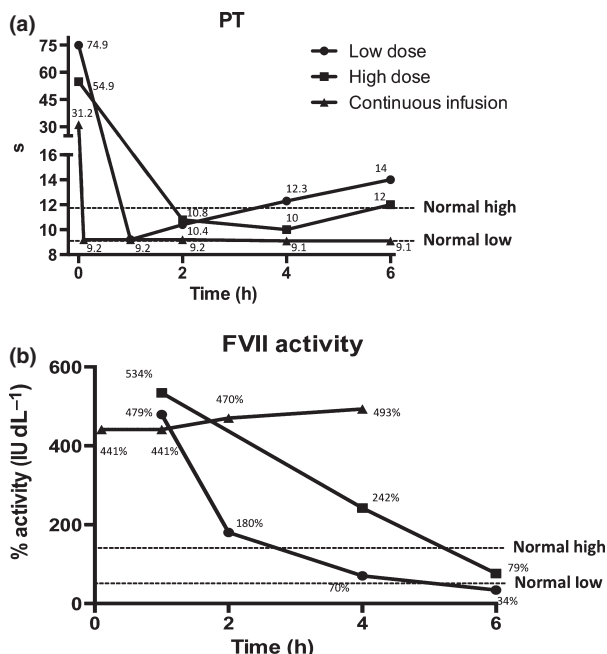 (a)
PT
s
75
60
45
30
16
14
12
10
8
74.9
54.9
31.2
9.2
9.2
10.8
10.4
9.2
12.3
10
9.1
14
12
9.1
Low dose
High dose
Continuous infusion
Normal high
Normal low
0 2 4 6
Time (h)
(b)
FVII activity
% activity (IU dL⁻¹)
600
400
200
0
534%
479%
441%
441%
470%
180%
493%
242%
70%
79%
34%
Normal high
Normal low
0 2 4 6
Time (h)